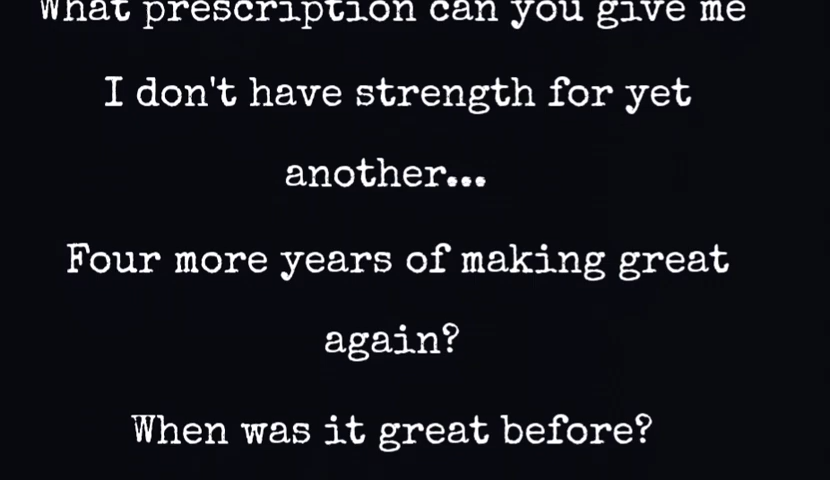 What prescription can you give me
I don't have strength for yet
another...
Four more years of making great
again?
When was it great before?